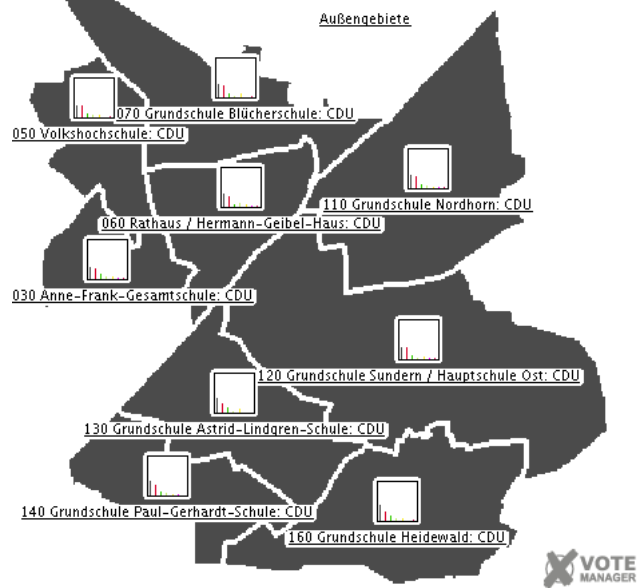 Außengebiete
070 Grundschule Blücherschule: CDU
050 Volkshochschule: CDU
110 Grundschule Nordhorn: CDU
060 Rathaus / Hermann-Geibel-Haus: CDU
030 Anne-Frank-Gesamtschule: CDU
120 Grundschule Sundern / Hauptschule Ost: CDU
130 Grundschule Astrid-Lindgren-Schule: CDU
140 Grundschule Paul-Gerhardt-Schule: CDU
160 Grundschule Heidewald: CDU
VOTE
MANAGER